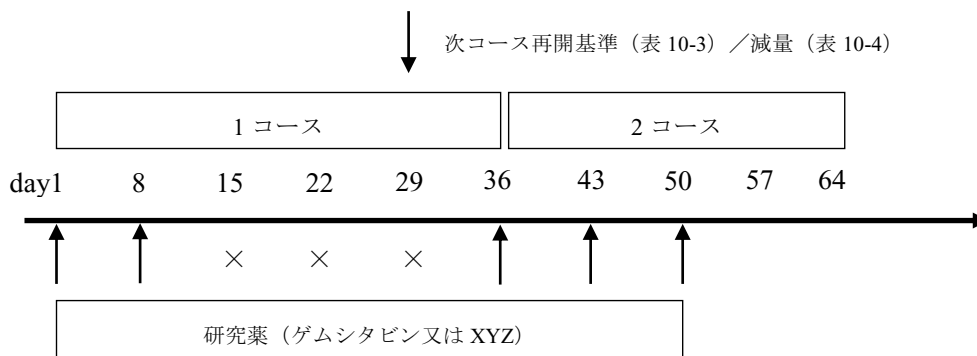 次コース再開基準（表 10-3）／減量（表 10-4）
1 コース 2 コース
day1 8 15 22 29 36 43 50 57 64
× × ×
研究薬（ゲムシタビン又は XYZ）